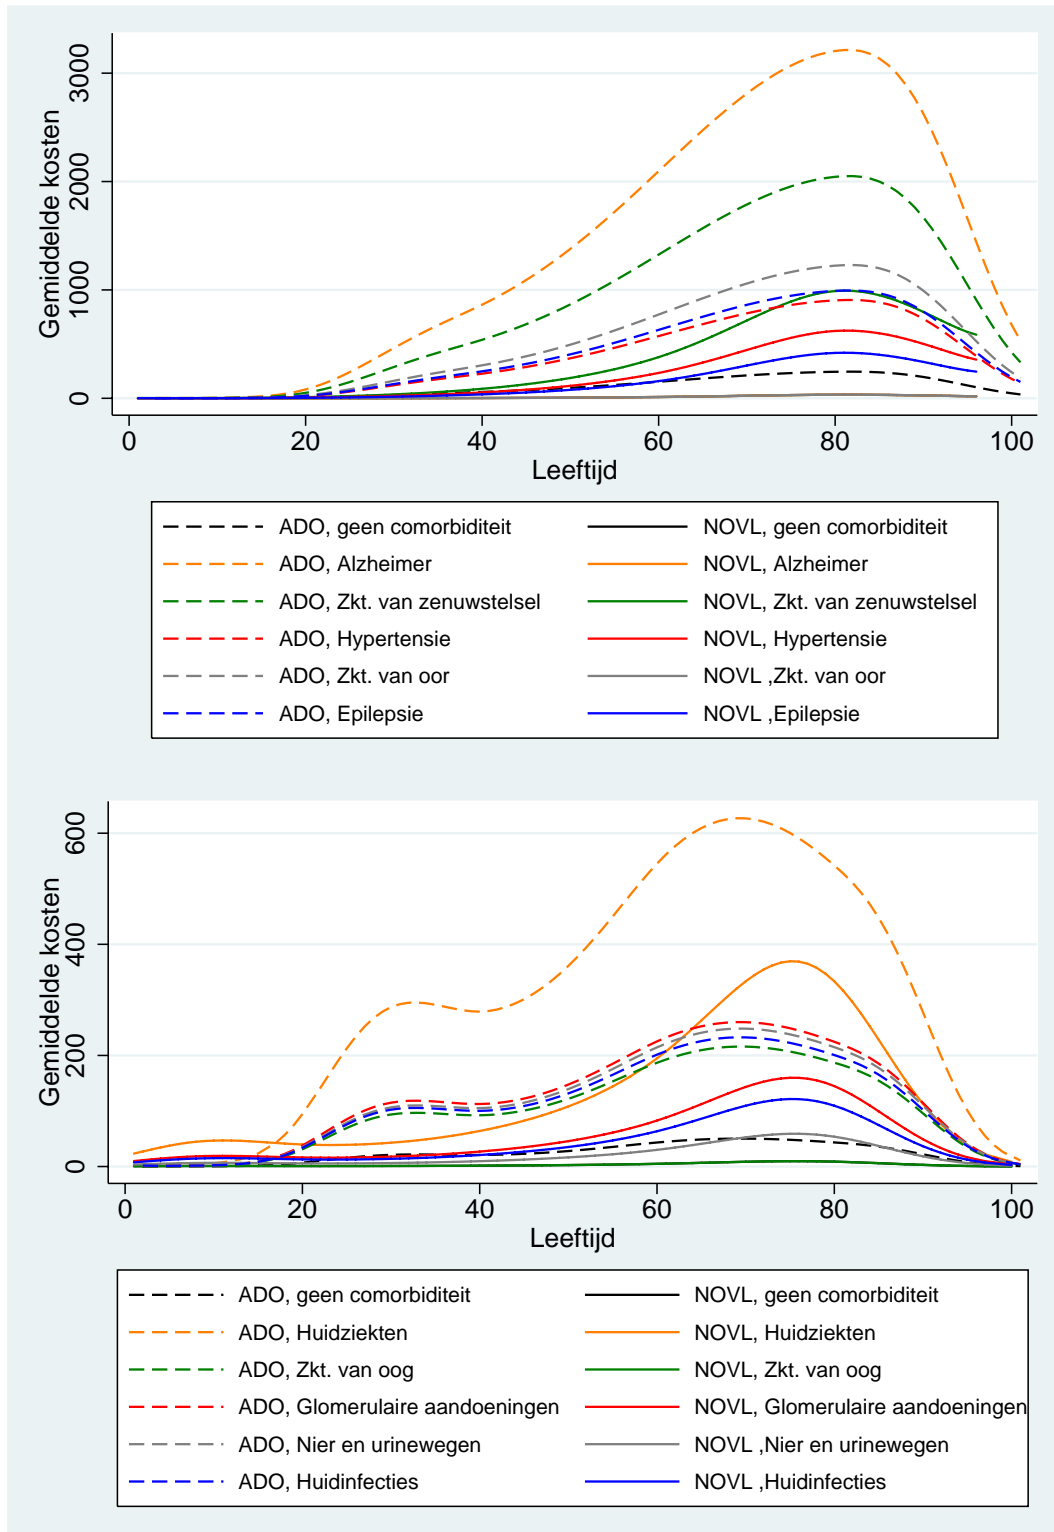 Gemiddelde kosten
3000
2000
1000
0
0 20 40 60 80 100
Leeftijd
ADO, geen comorbiditeit NOVL, geen comorbiditeit
ADO, Alzheimer NOVL, Alzheimer
ADO, Zkt. van zenuwstelsel NOVL, Zkt. van zenuwstelsel
ADO, Hypertensie NOVL, Hypertensie
ADO, Zkt. van oor NOVL ,Zkt. van oor
ADO, Epilepsie NOVL ,Epilepsie
Gemiddelde kosten
600
400
200
0
0 20 40 60 80 100
Leeftijd
ADO, geen comorbiditeit NOVL, geen comorbiditeit
ADO, Huidziekten NOVL, Huidziekten
ADO, Zkt. van oog NOVL, Zkt. van oog
ADO, Glomerulaire aandoeningen NOVL, Glomerulaire aandoeningen
ADO, Nier en urinewegen NOVL ,Nier en urinewegen
ADO, Huidinfecties NOVL ,Huidinfecties